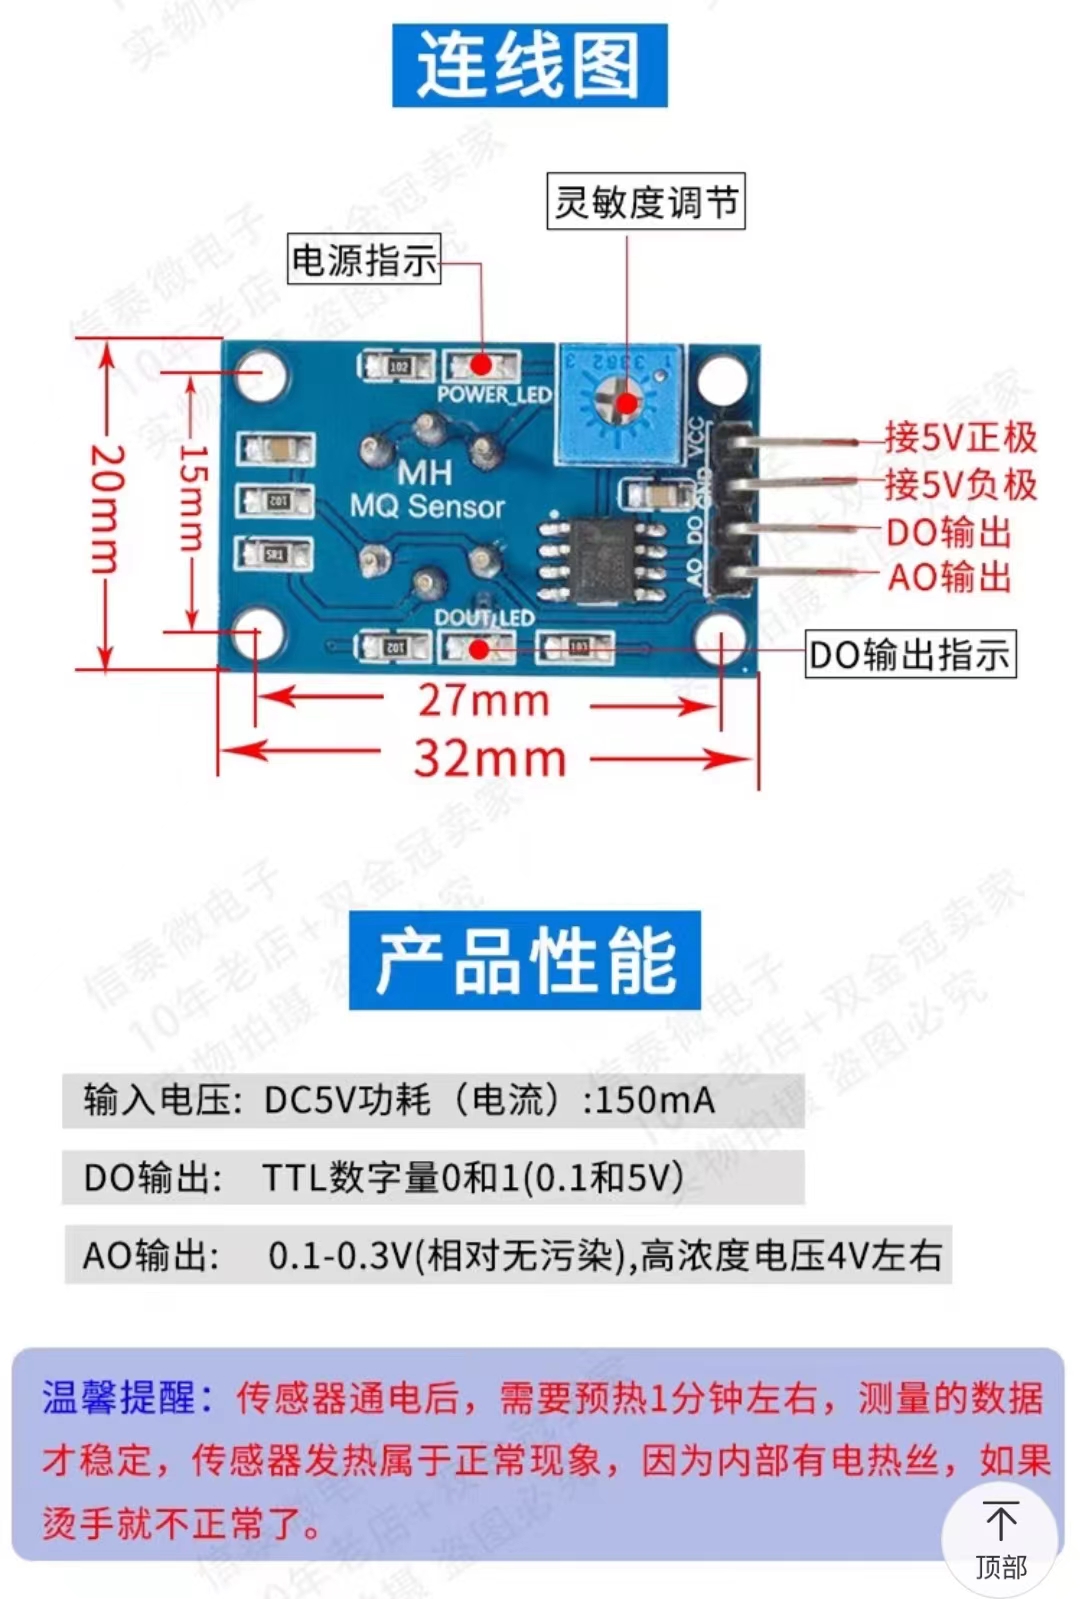 连线图
灵敏度调节
电源指示
102
POWER_LED
3 3362 1
VCC
接5V正极
MH
GND
接5V负极
MQ Sensor
102
DO
DO输出
5R1
AO
AO输出
20mm
15mm
DOUT_LED
102
103
DO输出指示
27mm
32mm
产品性能
输入电压: DC5V功耗（电流）:150mA
DO输出: TTL数字量0和1(0.1和5V）
AO输出: 0.1-0.3V(相对无污染),高浓度电压4V左右
温馨提醒：传感器通电后，需要预热1分钟左右，测量的数据
才稳定，传感器发热属于正常现象，因为内部有电热丝，如果
烫手就不正常了。
顶部
信泰微电子
10年老店+双金冠卖家
实物拍摄 盗图必究